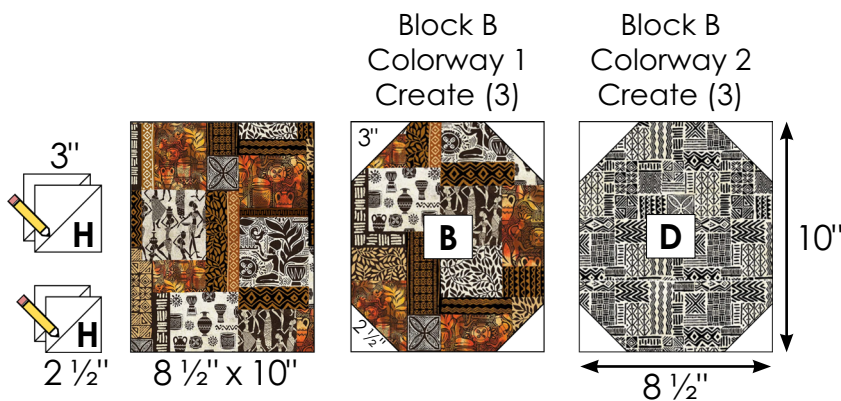 Block B
Colorway 1
Create (3)
Block B
Colorway 2
Create (3)
3"
H
H
2 ½"
8 ½" x 10"
3"
B
2 ½"
D
10"
8 ½"